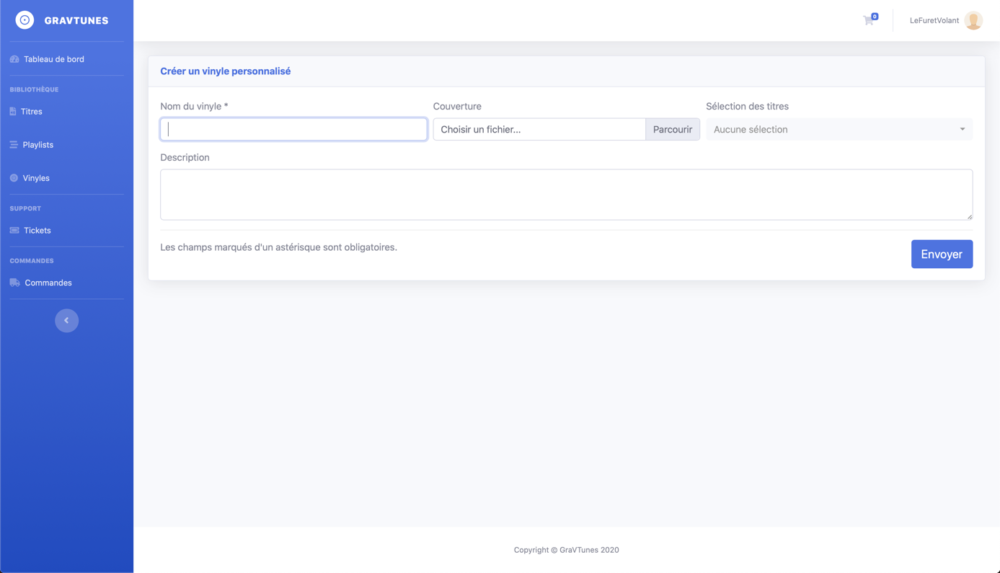 GRAVTUNES
0
LeFuretVolant
Tableau de bord
BIBLIOTHÈQUE
Titres
Playlists
Vinyles
SUPPORT
Tickets
COMMANDES
Commandes
Créer un vinyle personnalisé
Nom du vinyle *
Couverture
Sélection des titres
Choisir un fichier...
Parcourir
Aucune sélection
Description
Les champs marqués d'un astérisque sont obligatoires.
Envoyer
Copyright © GraVTunes 2020